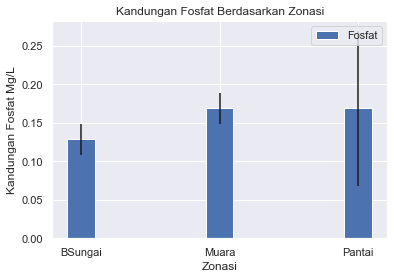 Kandungan Fosfat Berdasarkan Zonasi
Fosfat
Kandungan Fosfat Mg/L
0.25
0.20
0.15
0.10
0.05
0.00
BSungai Muara Pantai
Zonasi